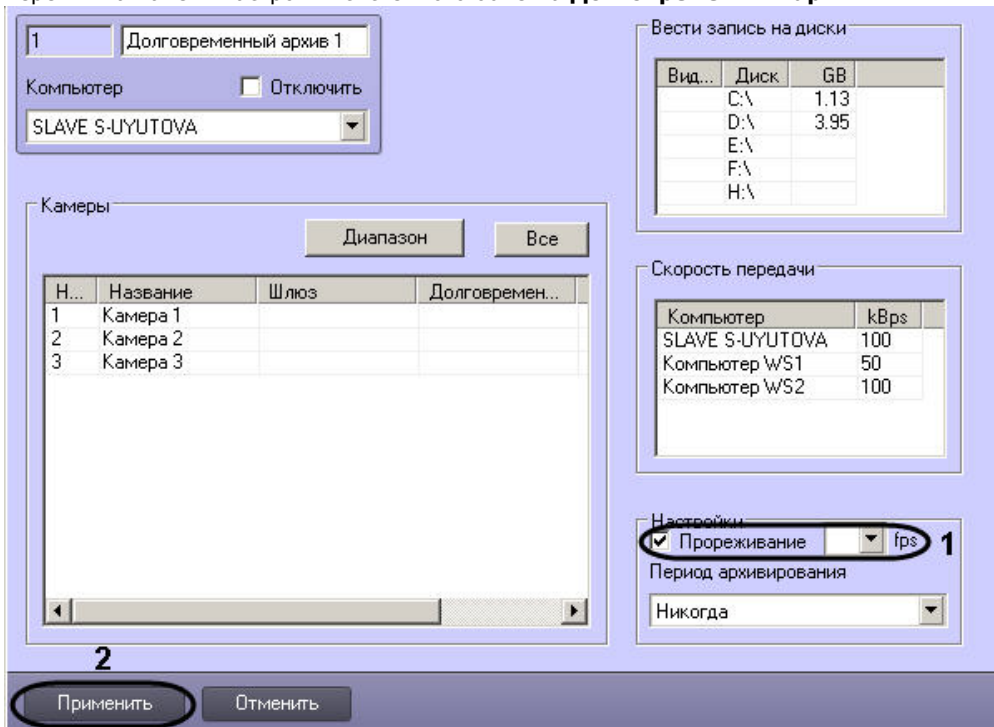 1
Долговременный архив 1
Компьютер
Отключить
SLAVE S-UYUTOVA
Камеры
Диапазон
Все
Н... Название Шлюз Долговремен...
1 Камера 1
2 Камера 2
3 Камера 3
Вести запись на диски
Вид... Диск GB
C:\ 1.13
D:\ 3.95
E:\
F:\
H:\
Скорость передачи
Компьютер kBps
SLAVE S-UYUTOVA 100
Компьютер WS1 50
Компьютер WS2 100
Настройки
Прореживание fps 1
Период архивирования
Никогда
2
Применить
Отменить